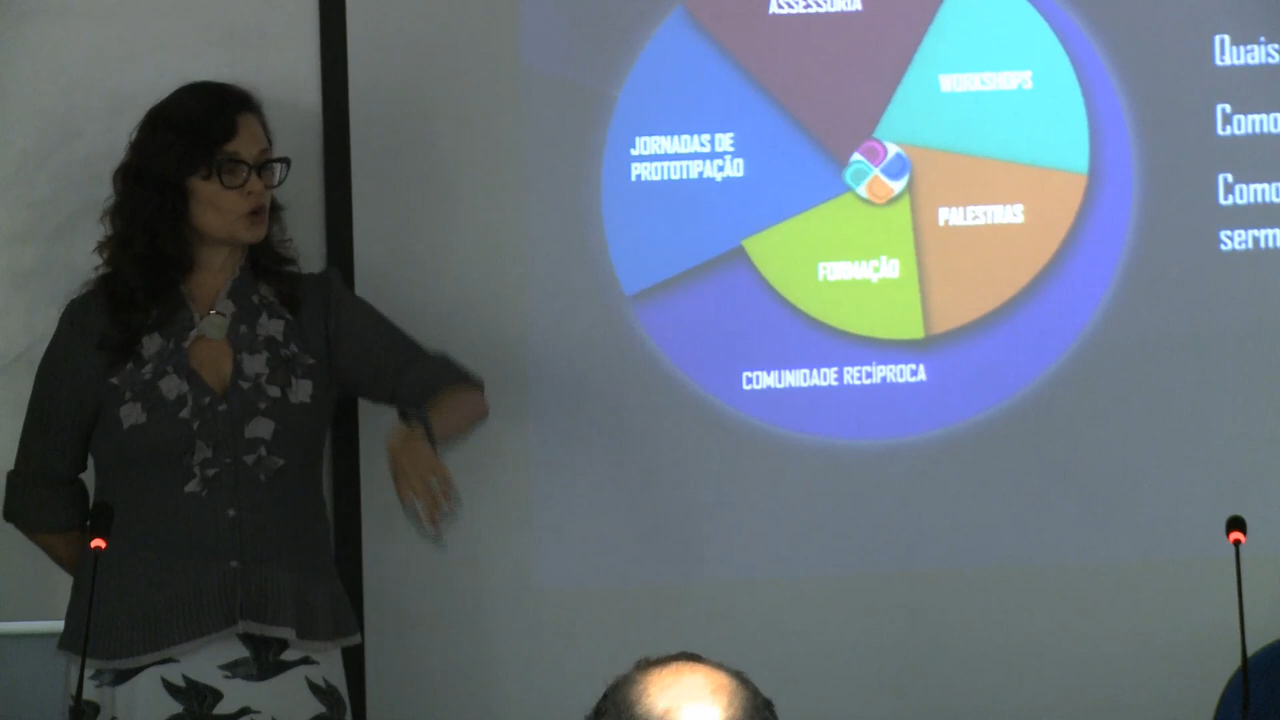 ASSESSORIA
WORKSHOPS
JORNADAS DE
PROTOTIPAÇÃO
PALESTRAS
FORMAÇÃO
COMUNIDADE RECÍPROCA
Quais
Como
Como
serm